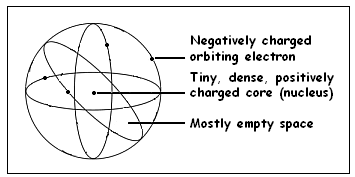 Negatively charged
orbiting electron
Tiny, dense, positively
charged core (nucleus)
Mostly empty space